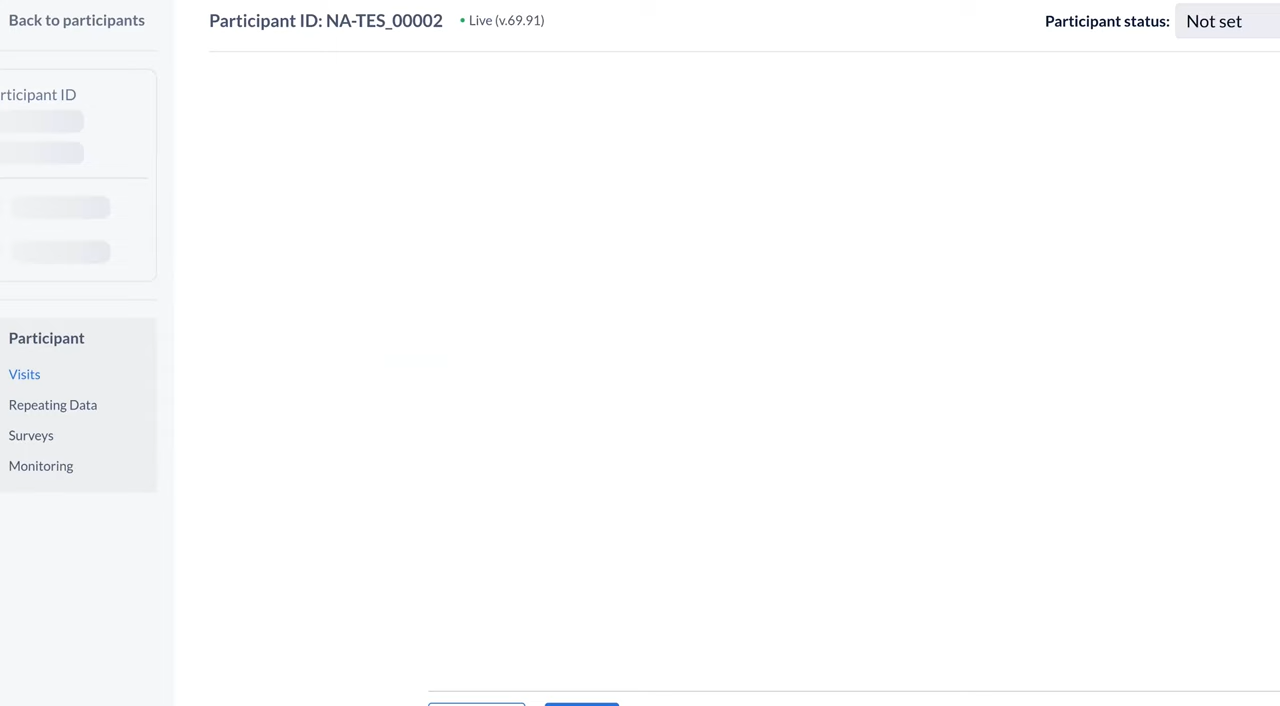 Back to participants
Participant ID: NA-TES_00002
• Live (v.69.91)
Participant status:
Not set
rticipant ID
Participant
Visits
Repeating Data
Surveys
Monitoring